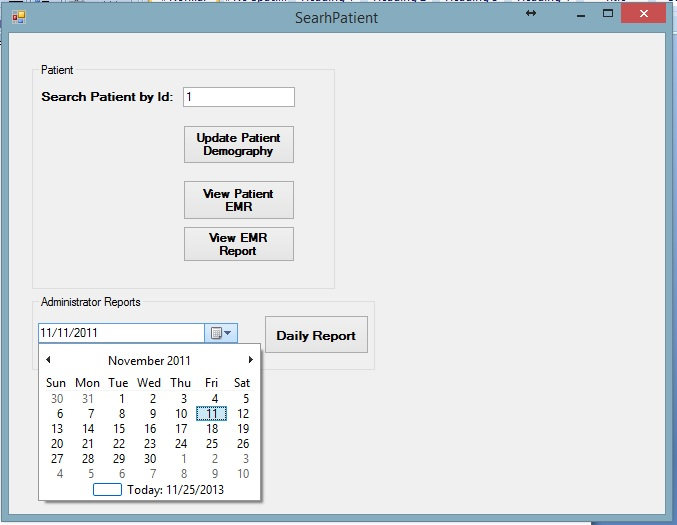 SearhPatient
Patient
Search Patient by Id: 1
Update Patient
Demography
View Patient
EMR
View EMR
Report
Administrator Reports
11/11/2011
Daily Report
November 2011
Sun Mon Tue Wed Thu Fri Sat
30 31 1 2 3 4 5
6 7 8 9 10 11 12
13 14 15 16 17 18 19
20 21 22 23 24 25 26
27 28 29 30 1 2 3
4 5 6 7 8 9 10
Today: 11/25/2013